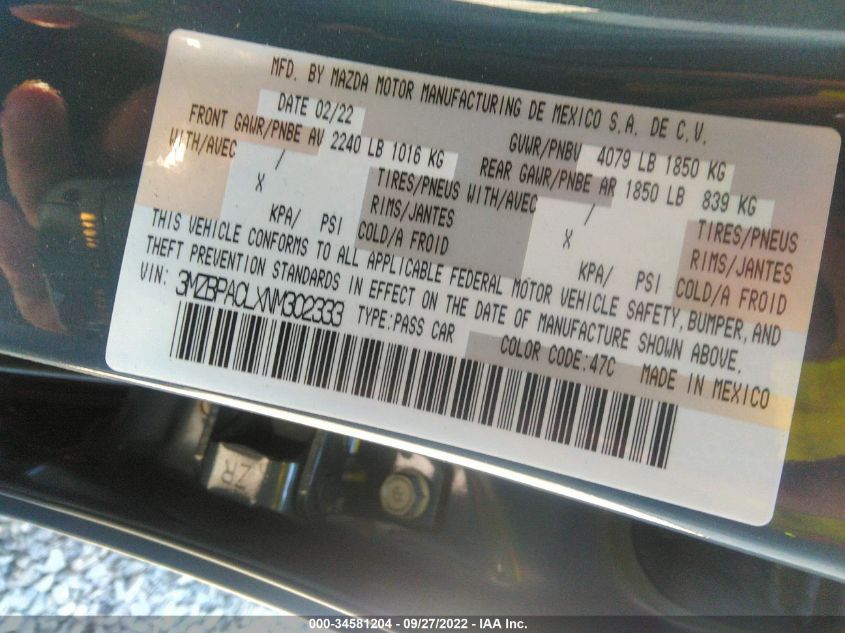 MFD. BY MAZDA MOTOR MANUFACTURING DE MEXICO S.A. DE C.V.
DATE 02/22 GVWR/PNBV 4079 LB 1850 KG
FRONT GAWR/PNBE AV 2240 LB 1016 KG REAR GAWR/PNBE AR 1850 LB 839 KG
WITH/AVEC / TIRES/PNEUS WITH/AVEC / TIRES/PNEUS
X RIMS/JANTES X RIMS/JANTES
KPA/ PSI COLD/A FROID KPA/ PSI COLD/A FROID
THIS VEHICLE CONFORMS TO ALL APPLICABLE FEDERAL MOTOR VEHICLE SAFETY, BUMPER, AND
THEFT PREVENTION STANDARDS IN EFFECT ON THE DATE OF MANUFACTURE SHOWN ABOVE.
VIN: 3MZBPACLXNM302333 TYPE:PASS CAR COLOR CODE:47C MADE IN MEXICO
ZR
000-34581204 - 09/27/2022 - IAA Inc.